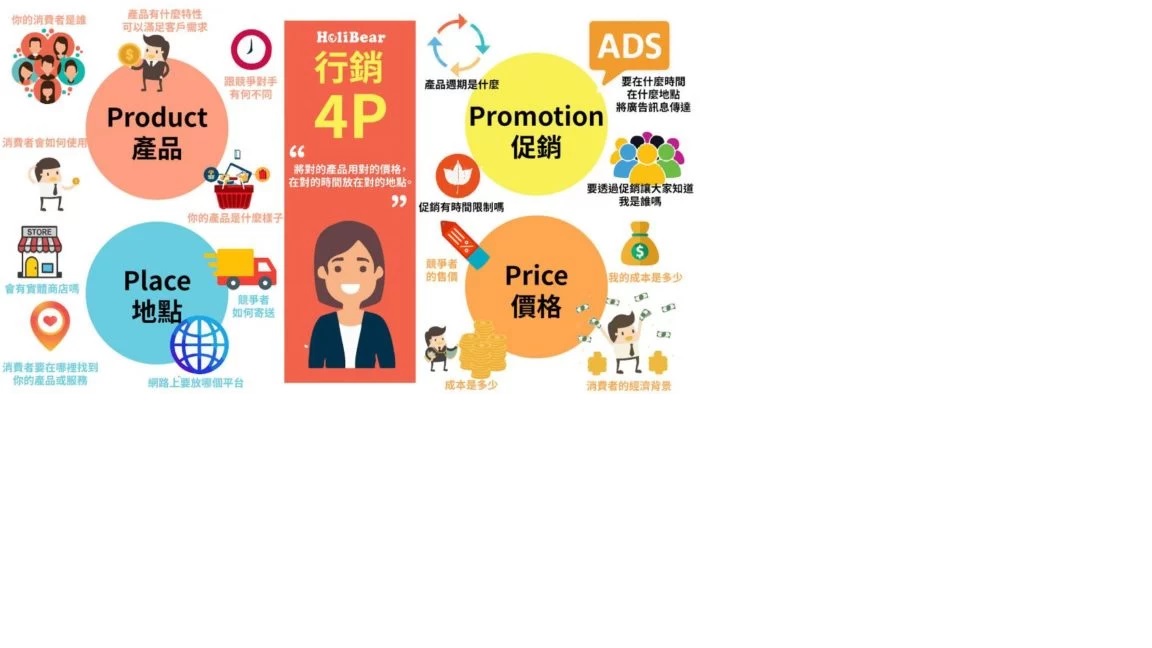 你的消費者是誰
產品有什麼特性
可以滿足客戶需求
跟競爭對手
有何不同
Product
產品
消費者會如何使用
你的產品是什麼樣子
STORE
會有實體商店嗎
Place
地點
競爭者
如何寄送
消費者要在哪裡找到
你的產品或服務
網路上要放哪個平台
HoliBear
行銷
4P
“
將對的產品用對的價格，
在對的時間放在對的地點。
”
產品週期是什麼
ADS
要在什麼時間
在什麼地點
將廣告訊息傳達
Promotion
促銷
促銷有時間限制嗎
要透過促銷讓大家知道
我是誰嗎
競爭者
的售價
Price
價格
$
我的成本是多少
成本是多少
消費者的經濟背景